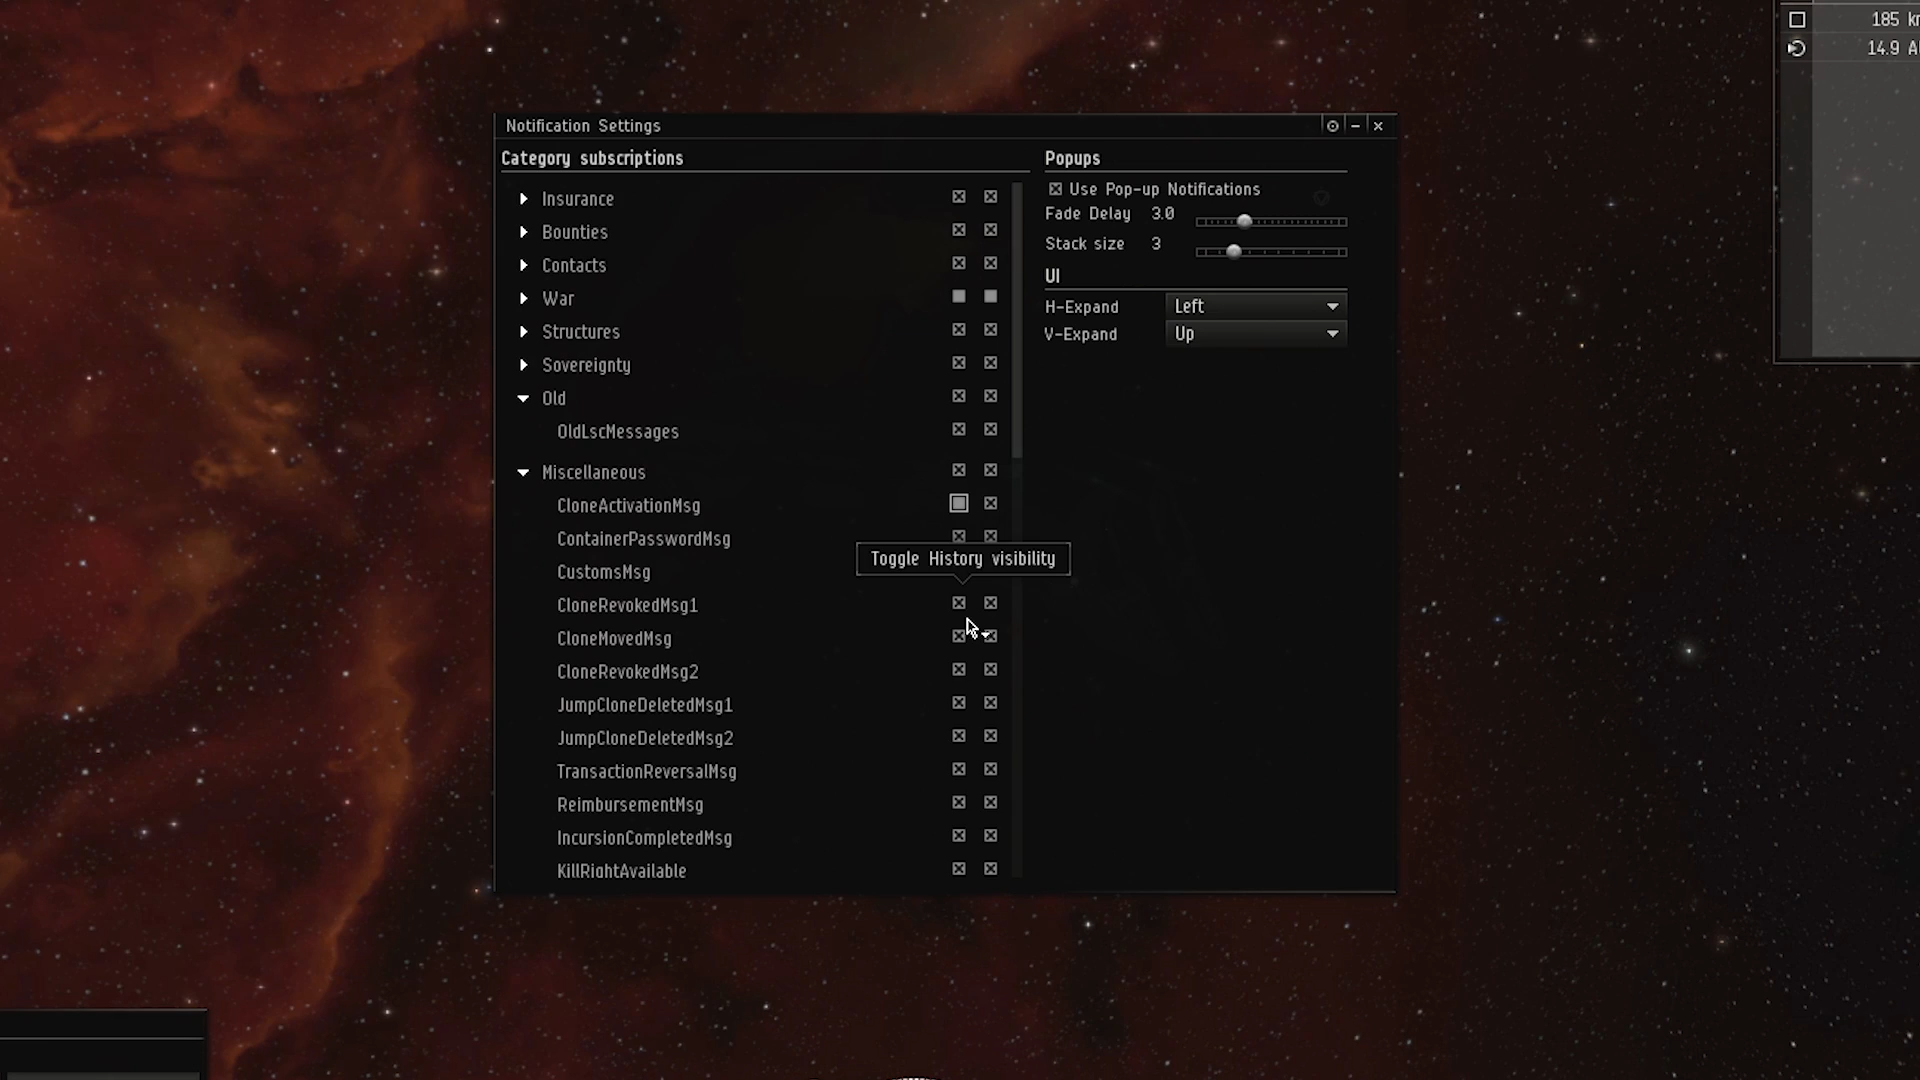 185
14.9
Notification Settings
Category subscriptions
Insurance
Bounties
Contacts
War
Structures
Sovereignty
Old
OldLscMessages
Miscellaneous
CloneActivationMsg
ContainerPasswordMsg
CustomsMsg
CloneRevokedMsg1
CloneMovedMsg
CloneRevokedMsg2
JumpCloneDeletedMsg1
JumpCloneDeletedMsg2
TransactionReversalMsg
ReimbursementMsg
IncursionCompletedMsg
KillRightAvailable
Toggle History visibility
Popups
Use Pop-up Notifications
Fade Delay 3.0
Stack size 3
UI
H-Expand Left
V-Expand Up